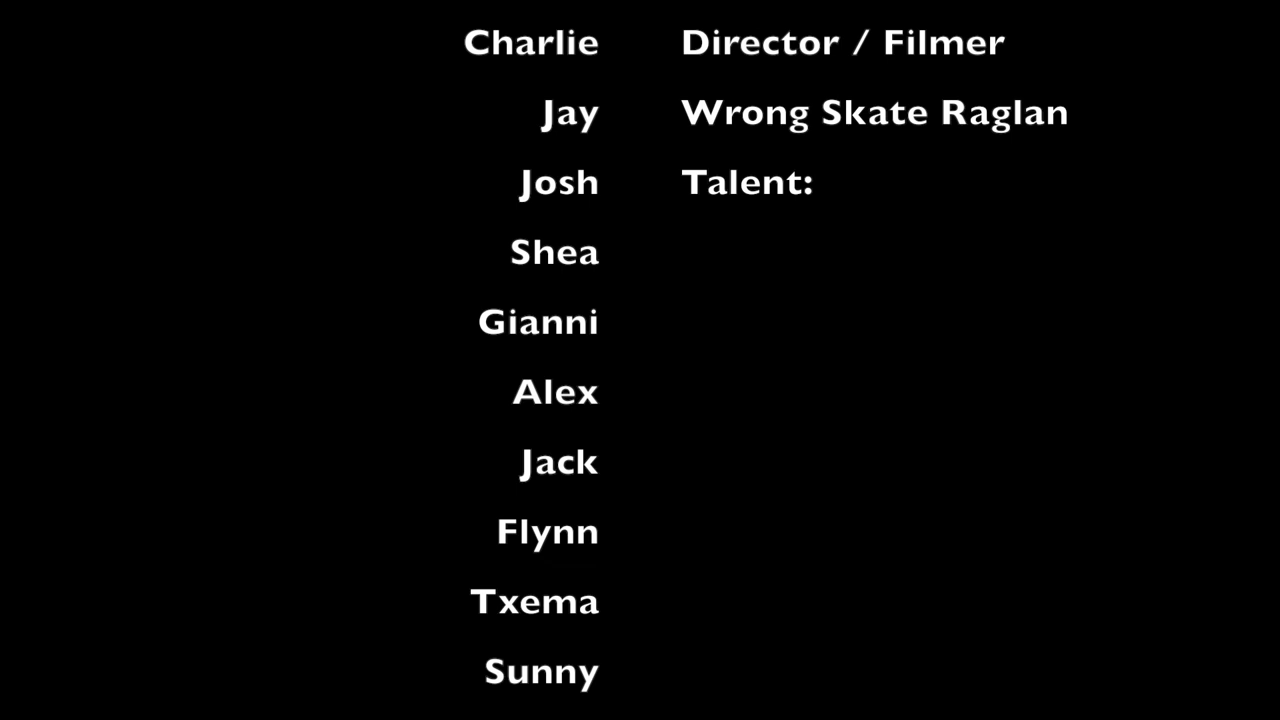 Charlie Director / Filmer
Jay Wrong Skate Raglan
Josh Talent:
Shea
Gianni
Alex
Jack
Flynn
Txema
Sunny